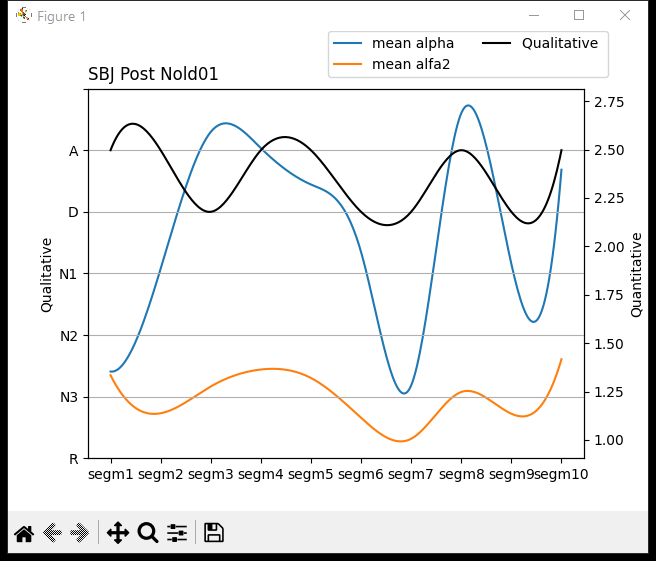 Figure 1
mean alpha
mean alfa2
Qualitative
SBJ Post Nold01
A
D
N1
N2
N3
R
Qualitative
2.75
2.50
2.25
2.00
1.75
1.50
1.25
1.00
Quantitative
segm1 segm2 segm3 segm4 segm5 segm6 segm7 segm8 segm9 segm10